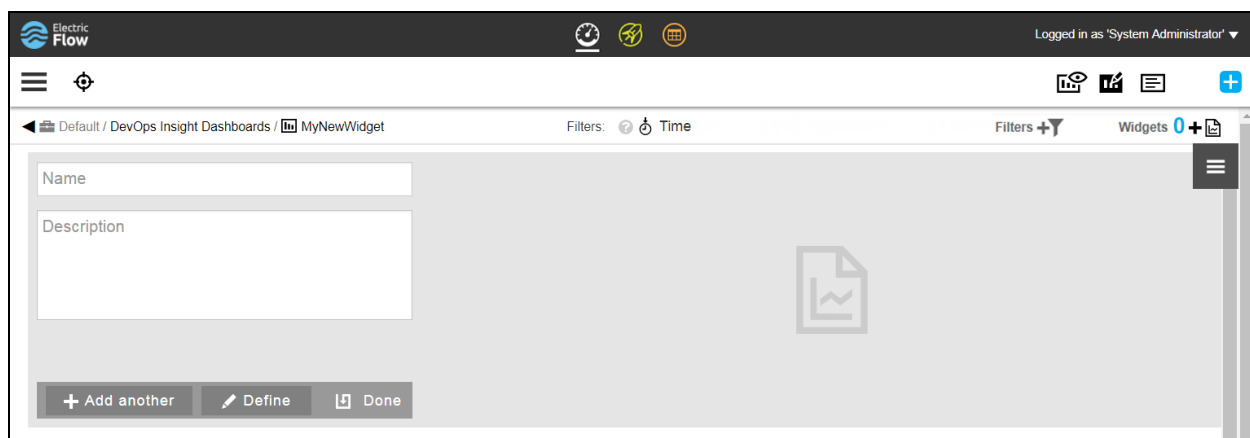 Electric
Flow
Logged in as 'System Administrator'
Default / DevOps Insight Dashboards / MyNewWidget
Filters: ? Time
Filters
Widgets 0
Name
Description
Add another
Define
Done